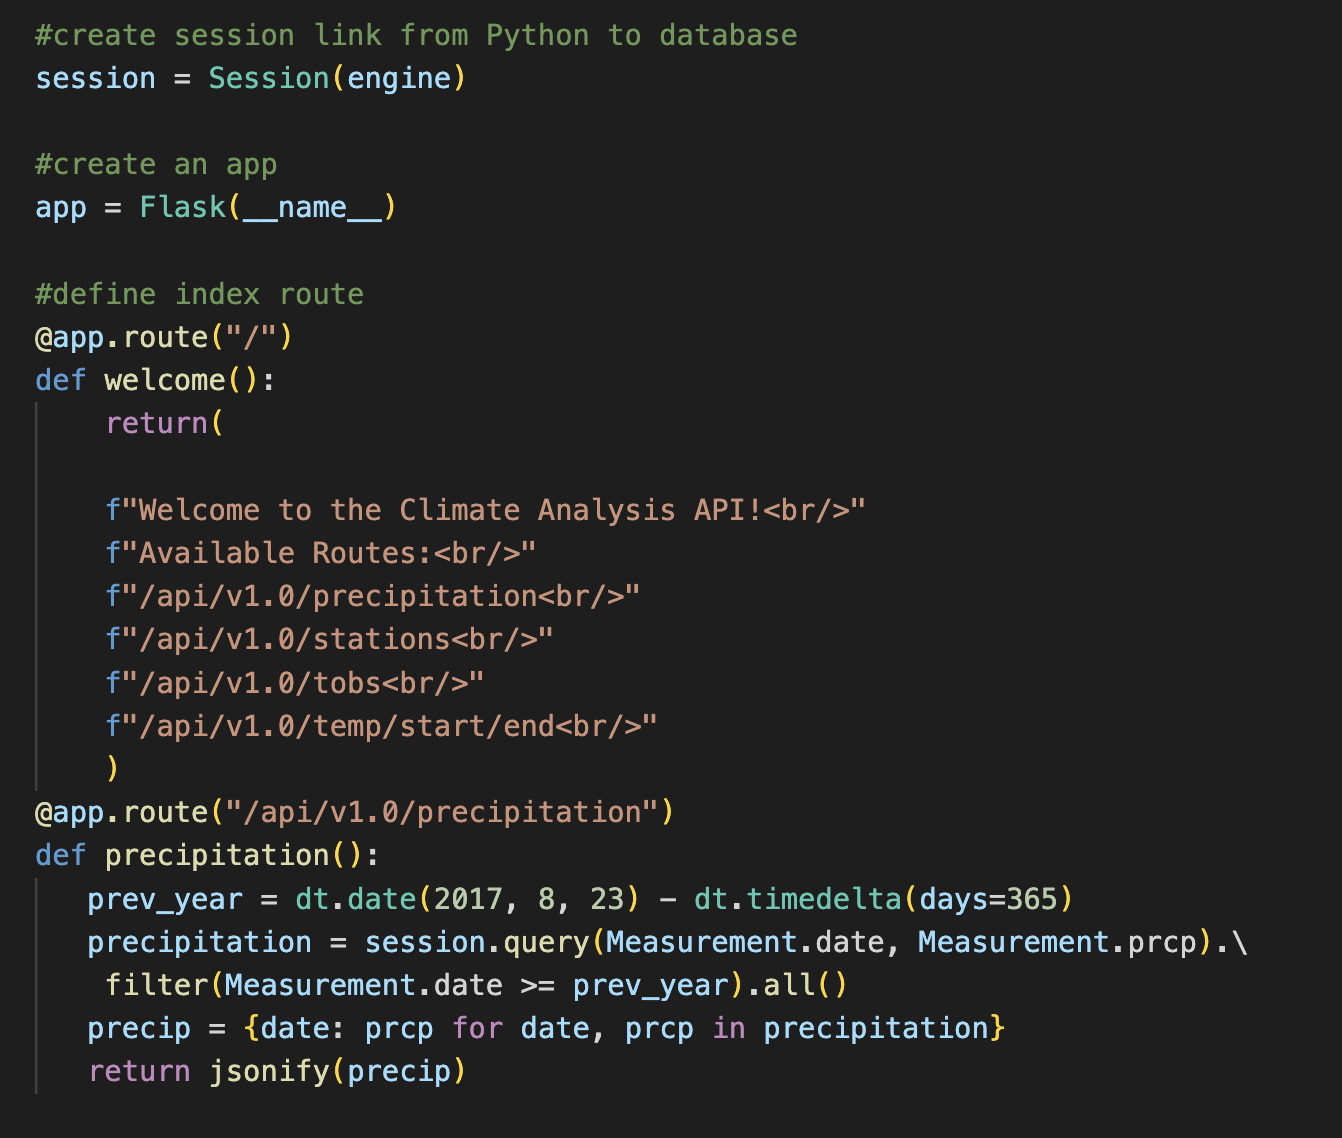 #create session link from Python to database
session = Session(engine)
#create an app
app = Flask(__name__)
#define index route
@app.route("/")
def welcome():
    return(
    f"Welcome to the Climate Analysis API!<br/>"
    f"Available Routes:<br/>"
    f"/api/v1.0/precipitation<br/>"
    f"/api/v1.0/stations<br/>"
    f"/api/v1.0/tobs<br/>"
    f"/api/v1.0/temp/start/end<br/>"
    )
@app.route("/api/v1.0/precipitation")
def precipitation():
   prev_year = dt.date(2017, 8, 23) - dt.timedelta(days=365)
   precipitation = session.query(Measurement.date, Measurement.prcp).\
    filter(Measurement.date >= prev_year).all()
   precip = {date: prcp for date, prcp in precipitation}
   return jsonify(precip)